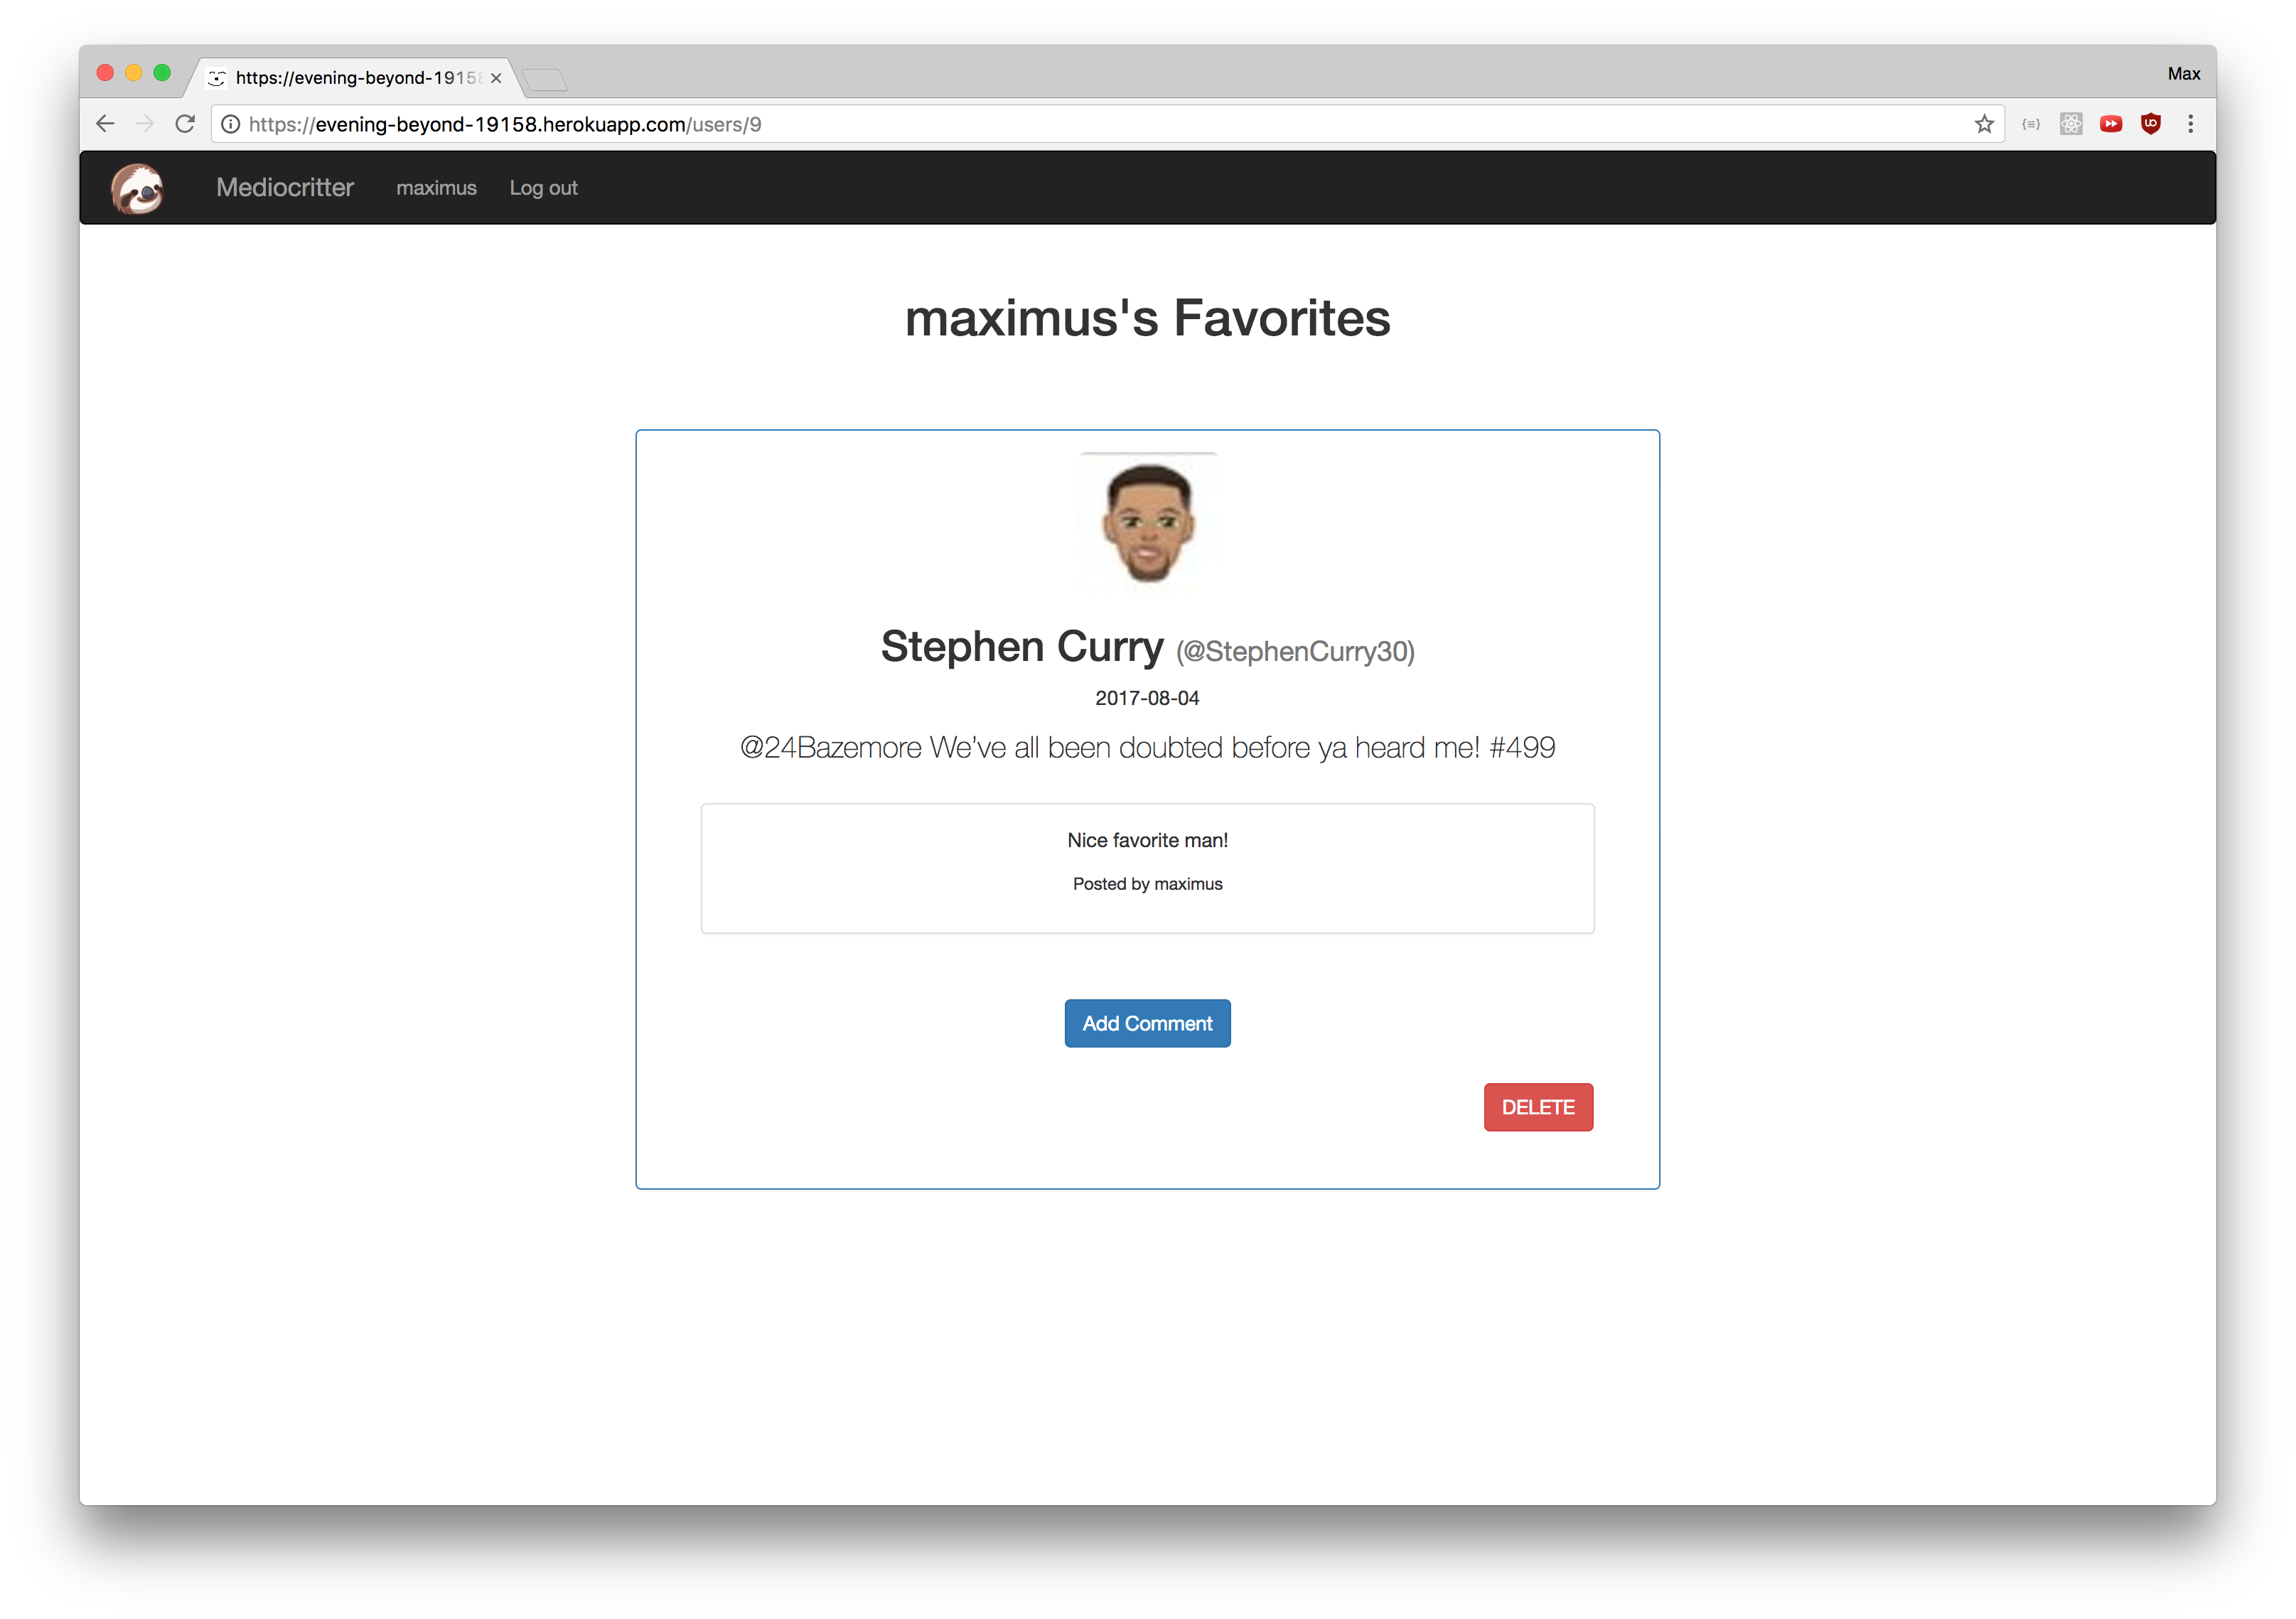 https://evening-beyond-19158
Max
https://evening-beyond-19158.herokuapp.com/users/9
Mediocritter maximus Log out
maximus's Favorites
Stephen Curry (@StephenCurry30)
2017-08-04
@24Bazemore We've all been doubted before ya heard me! #499
Nice favorite man!
Posted by maximus
Add Comment
DELETE